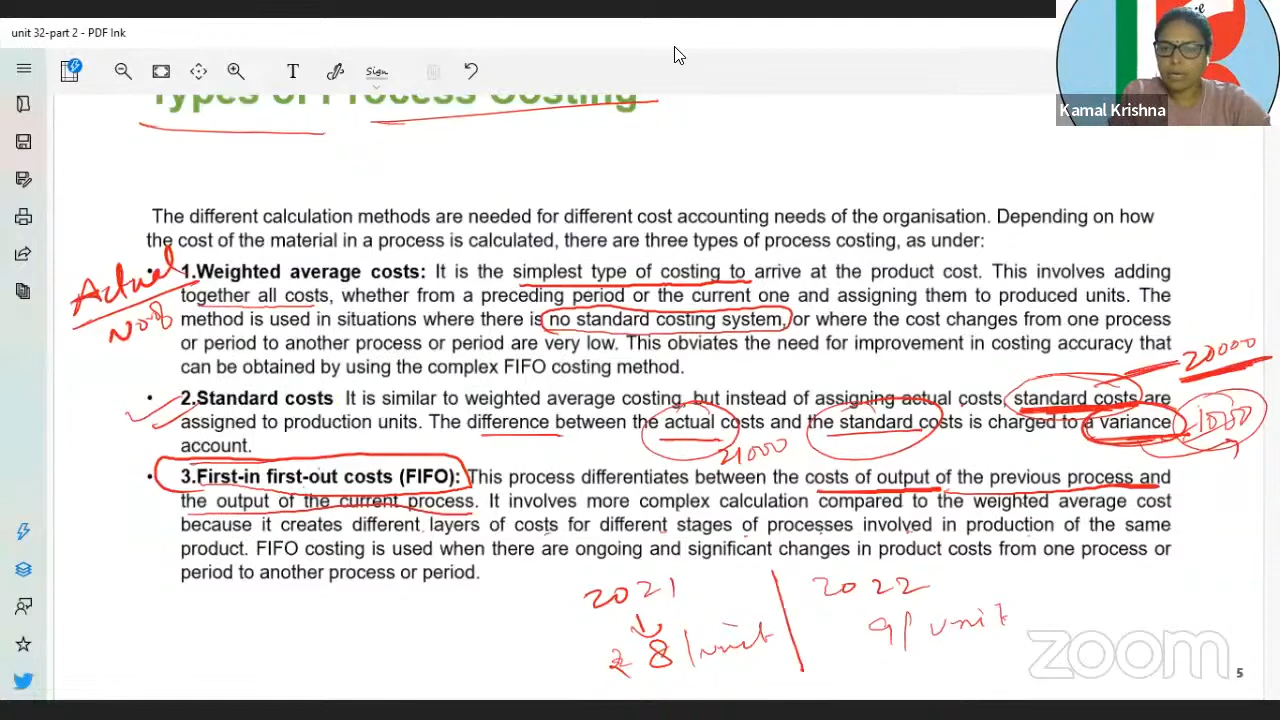 unit 32-part 2 - PDF Ink
Kamal Krishna
Sign
Types of Process Costing
The different calculation methods are needed for different cost accounting needs of the organisation. Depending on how
the cost of the material in a process is calculated, there are three types of process costing, as under:
• 1.Weighted average costs: It is the simplest type of costing to arrive at the product cost. This involves adding
together all costs, whether from a preceding period or the current one and assigning them to produced units. The
method is used in situations where there is no standard costing system, or where the cost changes from one process
or period to another process or period are very low. This obviates the need for improvement in costing accuracy that
can be obtained by using the complex FIFO costing method.
Actual
20000
• 2.Standard costs It is similar to weighted average costing, but instead of assigning actual costs, standard costs are
assigned to production units. The difference between the actual costs and the standard costs is charged to a variance
account.
1000
21000
• 3.First-in first-out costs (FIFO): This process differentiates between the costs of output of the previous process and
the output of the current process. It involves more complex calculation compared to the weighted average cost
because it creates different layers of costs for different stages of processes involved in production of the same
product. FIFO costing is used when there are ongoing and significant changes in product costs from one process or
period to another process or period.
2021 2022
₹ 8/unit 9/unit
zoom
5